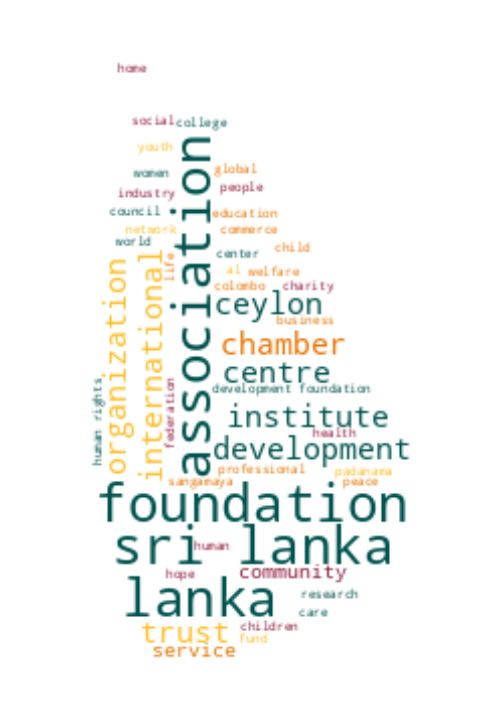 home
social
college
youth
women
global
industry
people
council
education
network
commerce
world
child
center
life
al
welfare
association
international
organization
colombo
charity
ceylon
business
chamber
centre
development foundation
human rights
federation
institute
health
development
professional
padanama
sangamaya
peace
foundation
sri lanka
human
hope
community
lanka
research
care
trust
children
fund
service